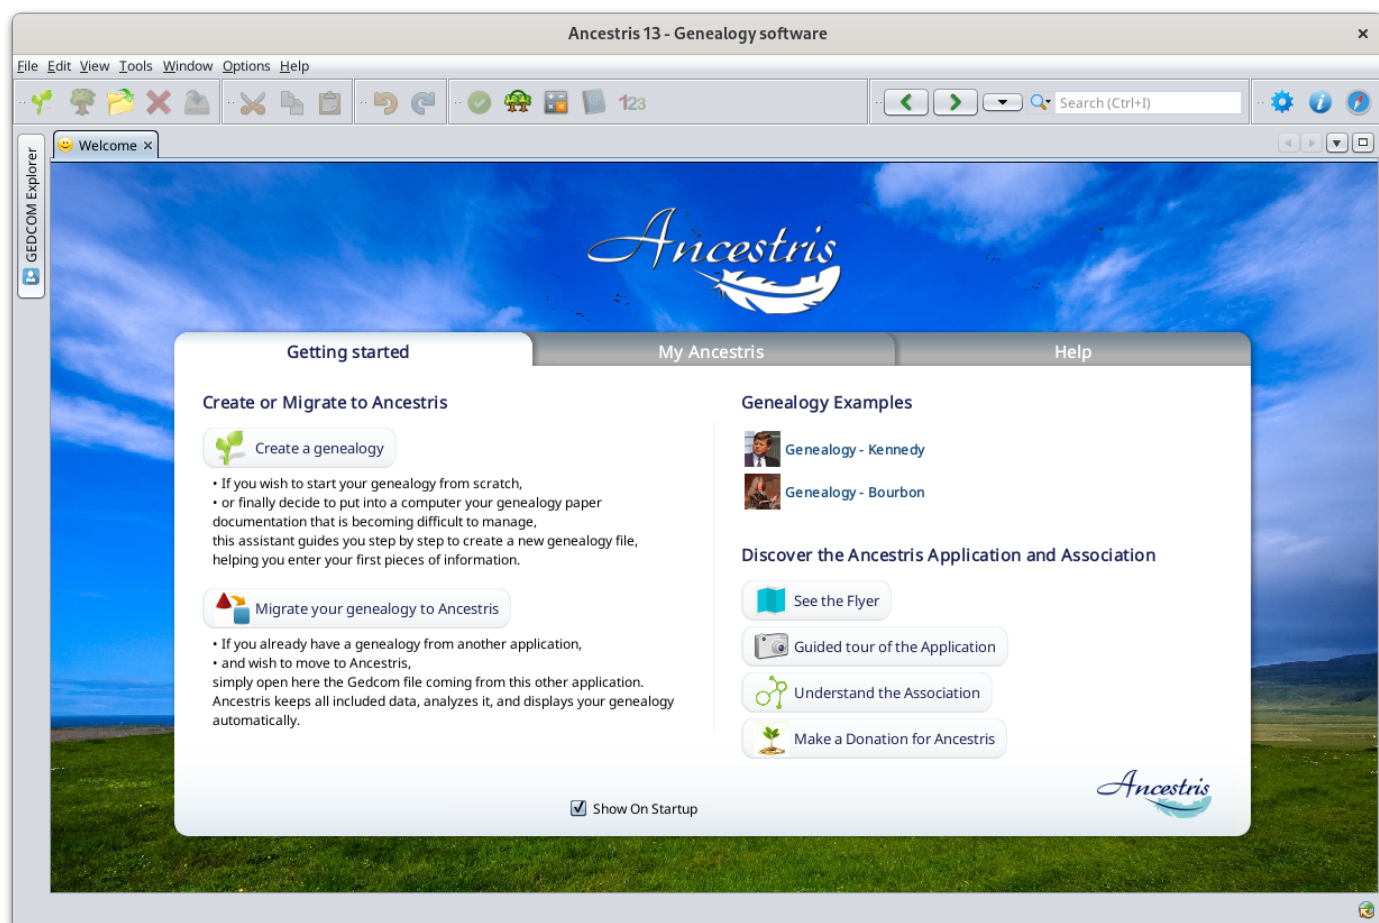 Ancestris 13 - Genealogy software
File Edit View Tools Window Options Help
123
Search (Ctrl+I)
GEDCOM Explorer
Welcome
Ancestris
Getting started
My Ancestris
Help
Create or Migrate to Ancestris
Create a genealogy
• If you wish to start your genealogy from scratch,
• or finally decide to put into a computer your genealogy paper
documentation that is becoming difficult to manage,
this assistant guides you step by step to create a new genealogy file,
helping you enter your first pieces of information.
Migrate your genealogy to Ancestris
• If you already have a genealogy from another application,
• and wish to move to Ancestris,
simply open here the Gedcom file coming from this other application.
Ancestris keeps all included data, analyzes it, and displays your genealogy
automatically.
Genealogy Examples
Genealogy - Kennedy
Genealogy - Bourbon
Discover the Ancestris Application and Association
See the Flyer
Guided tour of the Application
Understand the Association
Make a Donation for Ancestris
Ancestris
Show On Startup